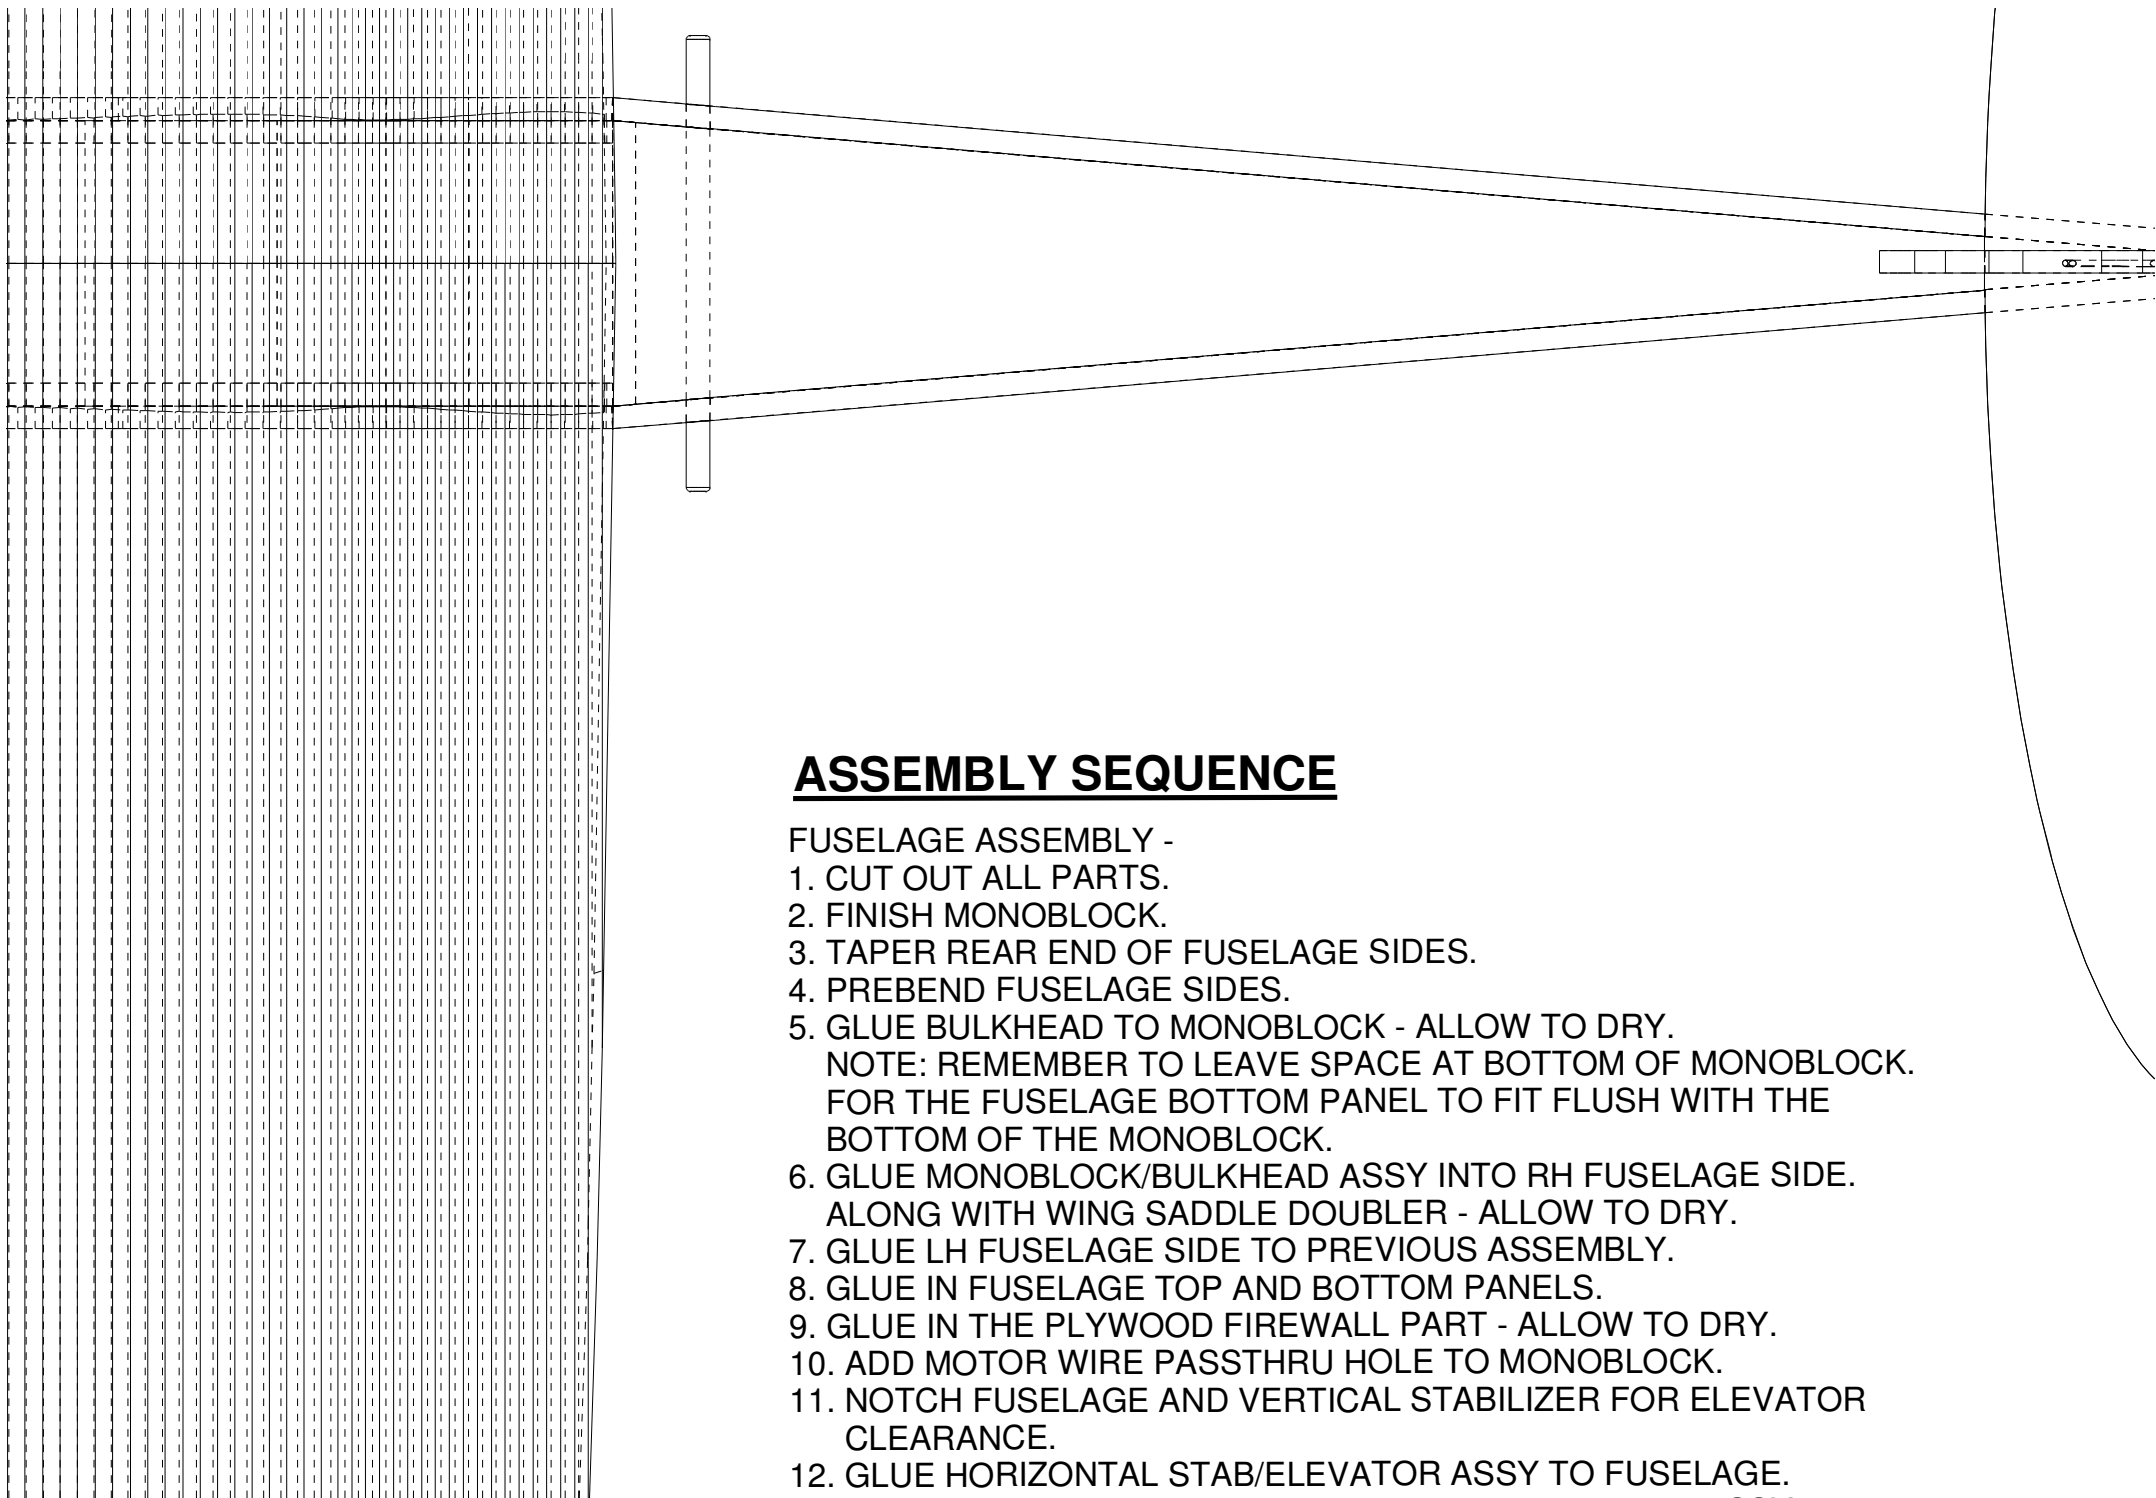 ASSEMBLY SEQUENCE
FUSELAGE ASSEMBLY -
1. CUT OUT ALL PARTS.
2. FINISH MONOBLOCK.
3. TAPER REAR END OF FUSELAGE SIDES.
4. PREBEND FUSELAGE SIDES.
5. GLUE BULKHEAD TO MONOBLOCK - ALLOW TO DRY.
NOTE: REMEMBER TO LEAVE SPACE AT BOTTOM OF MONOBLOCK.
FOR THE FUSELAGE BOTTOM PANEL TO FIT FLUSH WITH THE
BOTTOM OF THE MONOBLOCK.
6. GLUE MONOBLOCK/BULKHEAD ASSY INTO RH FUSELAGE SIDE.
ALONG WITH WING SADDLE DOUBLER - ALLOW TO DRY.
7. GLUE LH FUSELAGE SIDE TO PREVIOUS ASSEMBLY.
8. GLUE IN FUSELAGE TOP AND BOTTOM PANELS.
9. GLUE IN THE PLYWOOD FIREWALL PART - ALLOW TO DRY.
10. ADD MOTOR WIRE PASSTHRU HOLE TO MONOBLOCK.
11. NOTCH FUSELAGE AND VERTICAL STABILIZER FOR ELEVATOR
CLEARANCE.
12. GLUE HORIZONTAL STAB/ELEVATOR ASSY TO FUSELAGE.